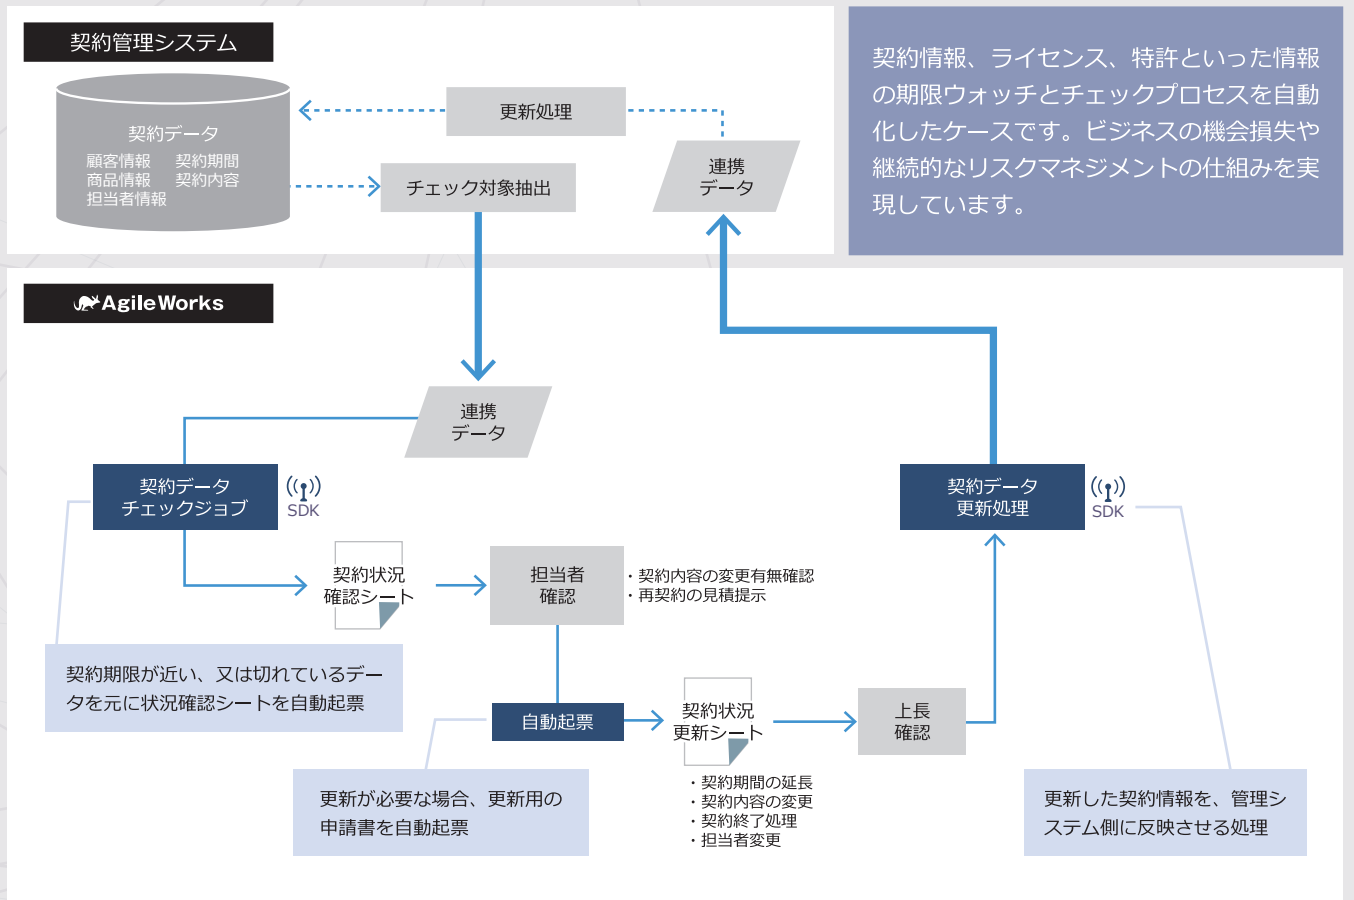 契約管理システム
契約データ
顧客情報 契約期間
商品情報 契約内容
担当者情報
更新処理
チェック対象抽出
連携
データ
契約情報、ライセンス、特許といった情報
の期限ウォッチとチェックプロセスを自動
化したケースです。ビジネスの機会損失や
継続的なリスクマネジメントの仕組みを実
現しています。
AgileWorks
連携
データ
契約データ
チェックジョブ
SDK
契約状況
確認シート
担当者
確認
・契約内容の変更有無確認
・再契約の見積提示
契約データ
更新処理
SDK
契約期限が近い、又は切れているデー
タを元に状況確認シートを自動起票
自動起票
契約状況
更新シート
・契約期間の延長
・契約内容の変更
・契約終了処理
・担当者変更
上長
確認
更新が必要な場合、更新用の
申請書を自動起票
更新した契約情報を、管理シ
ステム側に反映させる処理